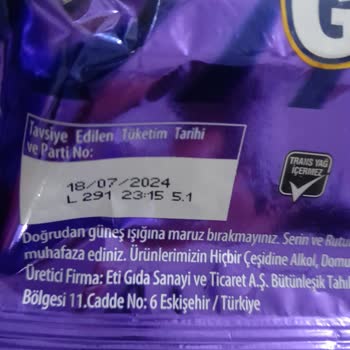 G
Tavsiye Edilen Tüketim Tarihi
ve Parti No:
TRANS YAĞ
İÇERMEZ
18/07/2024
L 291 23:15 5.1
Doğrudan güneş ışığına maruz bırakmayınız. Serin ve Rutu
muhafaza ediniz. Ürünlerimizin Hiçbir Çeşidine Alkol, Domu
Üretici Firma: Eti Gıda Sanayi ve Ticaret A.Ş. Bütünleşik Tahıl
Bölgesi 11.Cadde No: 6 Eskişehir / Türkiye